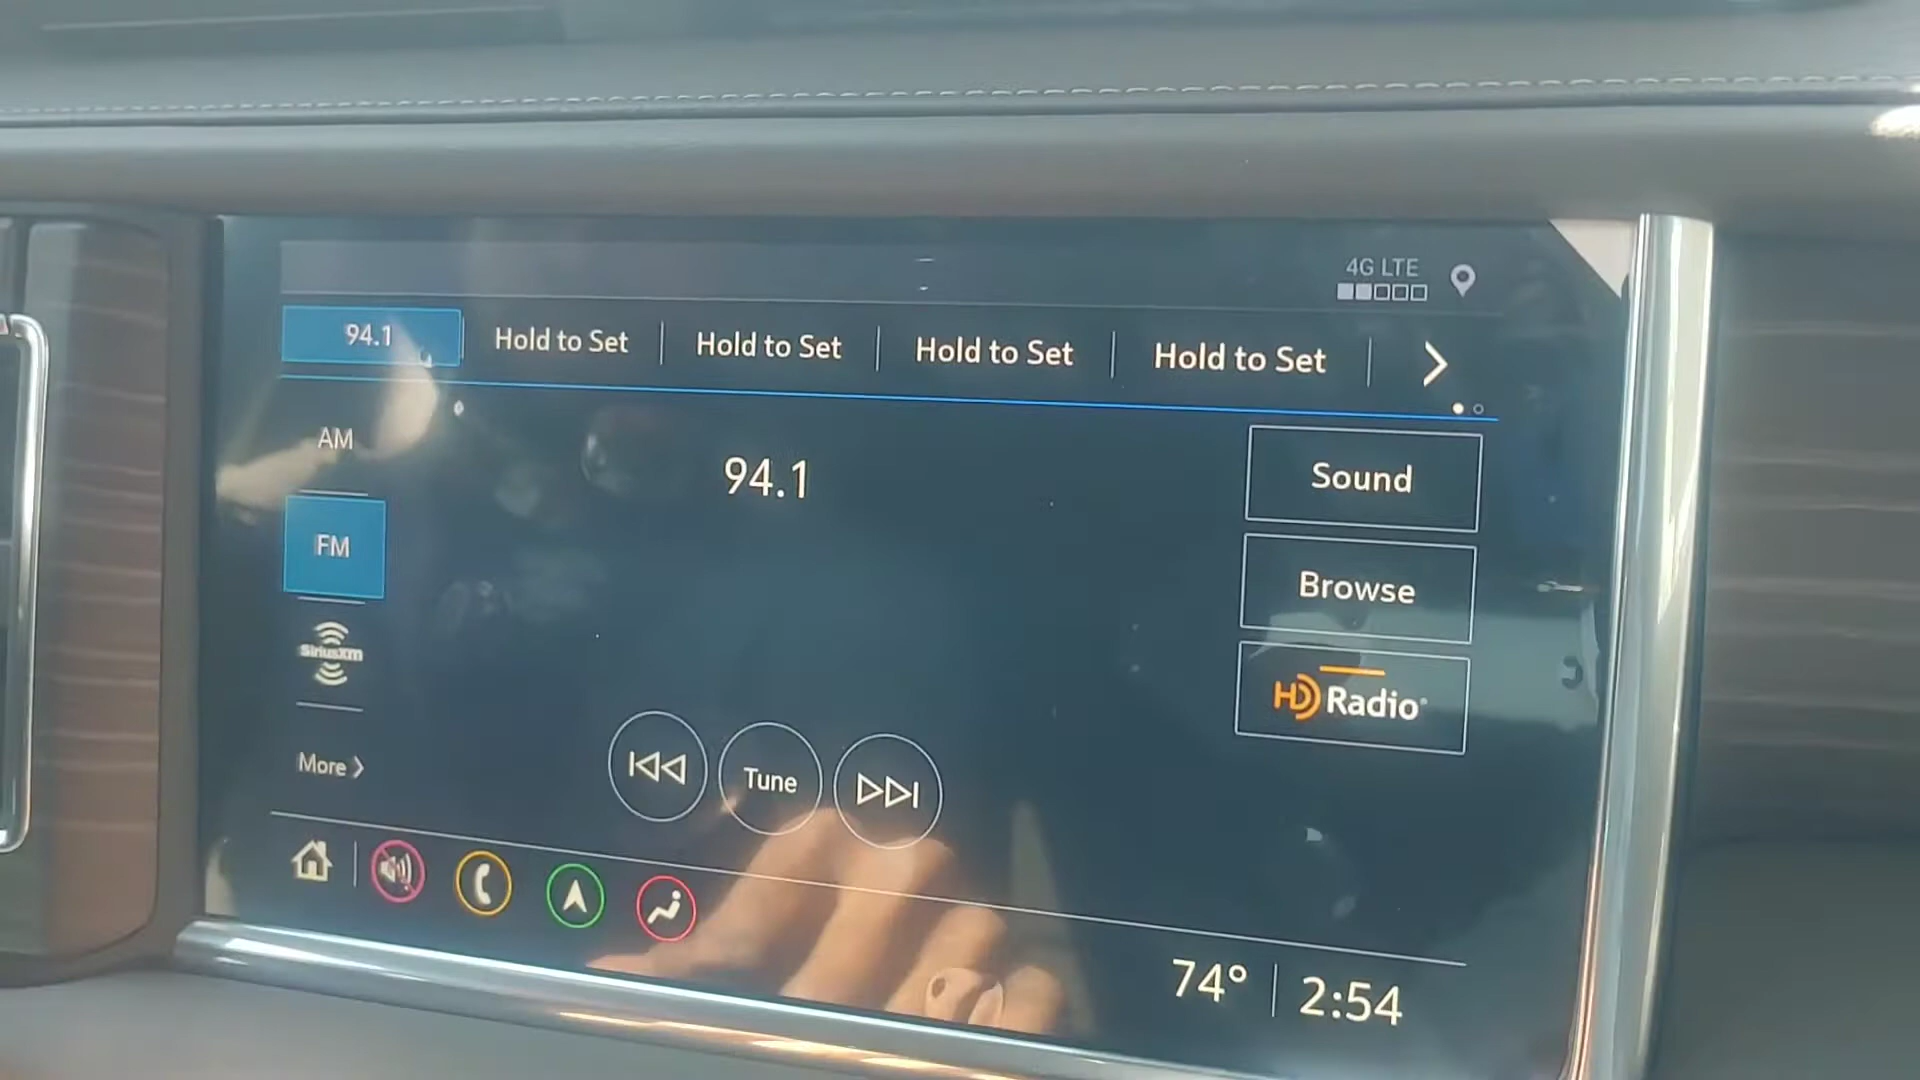 4G LTE
94.1 Hold to Set Hold to Set Hold to Set Hold to Set
AM
94.1
Sound
FM
Browse
SiriusXM
HD Radio
More
Tune
74° 2:54